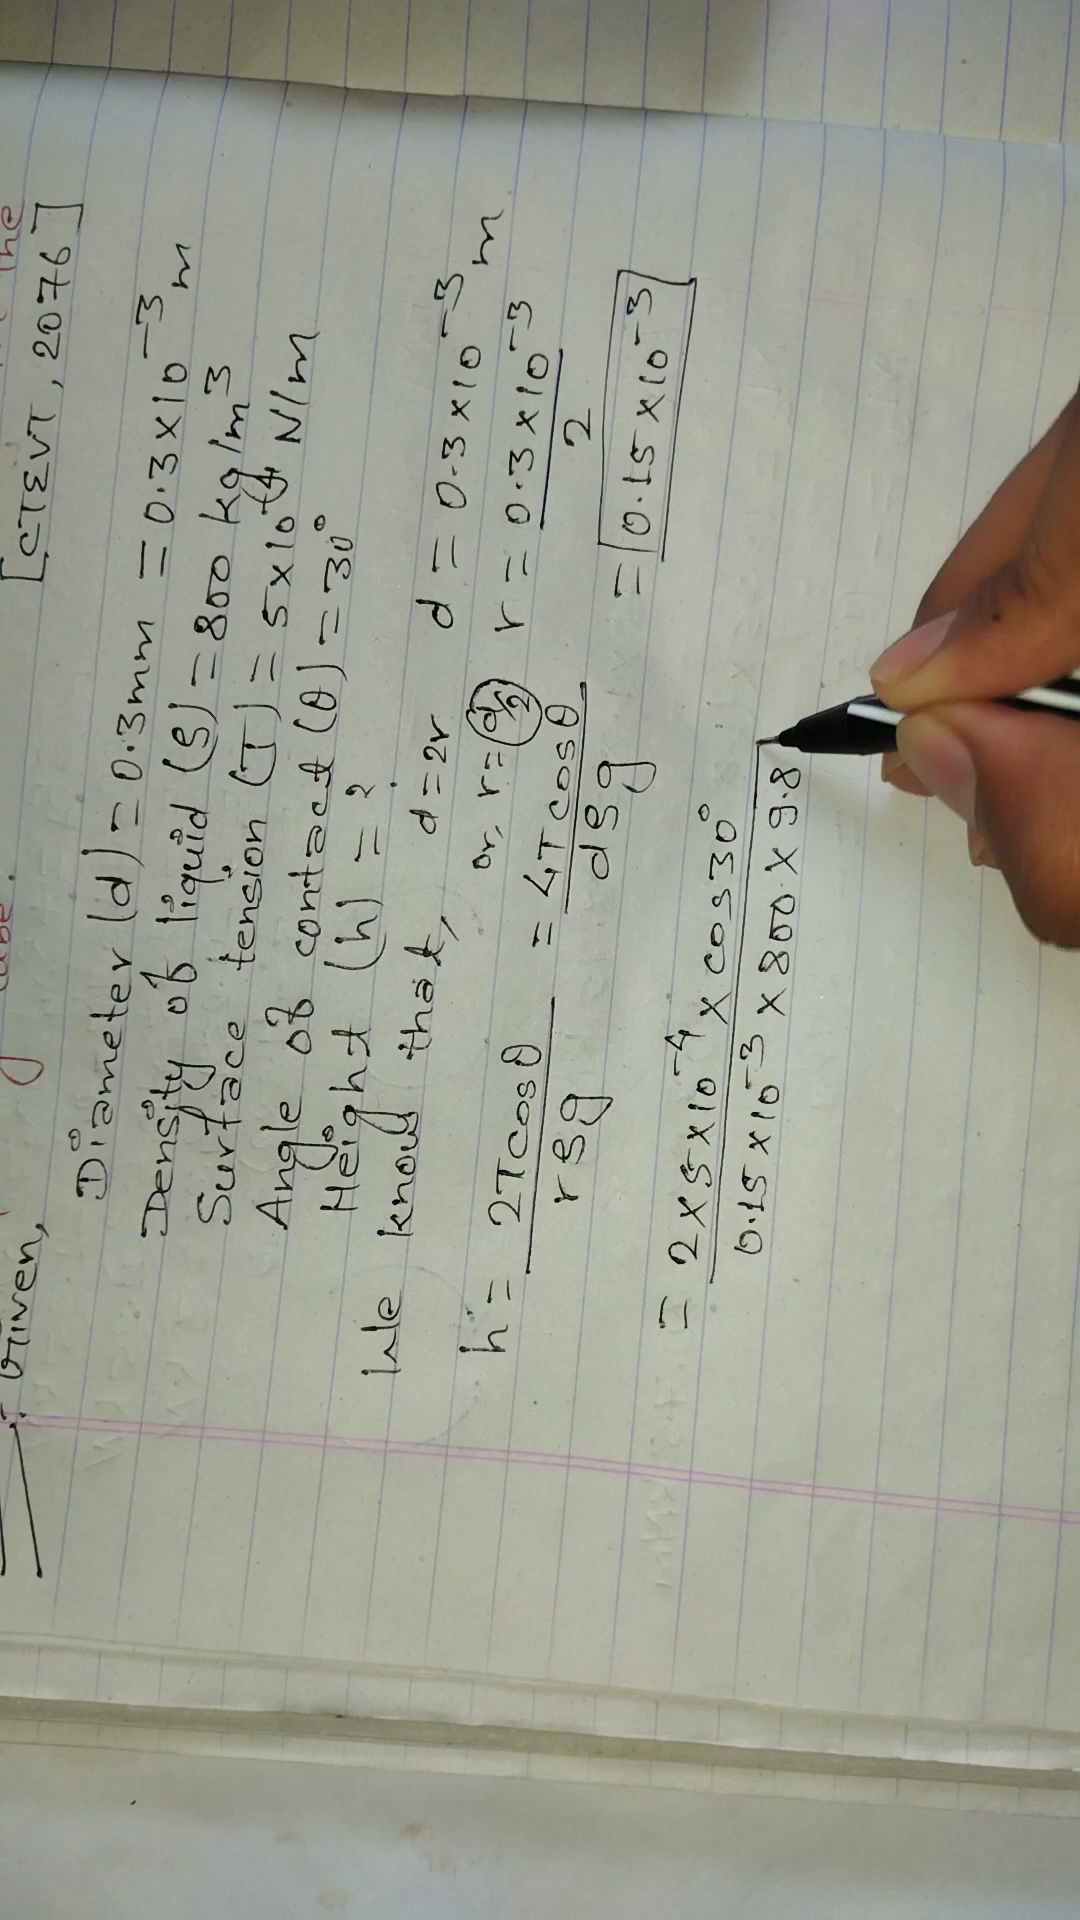 the
tube.
[CTEVT, 2076]
Given,
Diameter (d) = 0.3mm = 0.3×10⁻³ m
Density of liquid (ρ) = 800 kg/m³
Surface tension (T) = 5×10⁻⁴ N/m
Angle of contact (θ) = 30°
Height (h) = ?
We know that,
d = 2r
or, r = d/2
d = 0.3×10⁻³ m
r = 0.3×10⁻³/2
= 0.15×10⁻³
h = 2Tcosθ/rρg = 4Tcosθ/dρg
= 2×5×10⁻⁴×cos30°/0.15×10⁻³×800×9.8